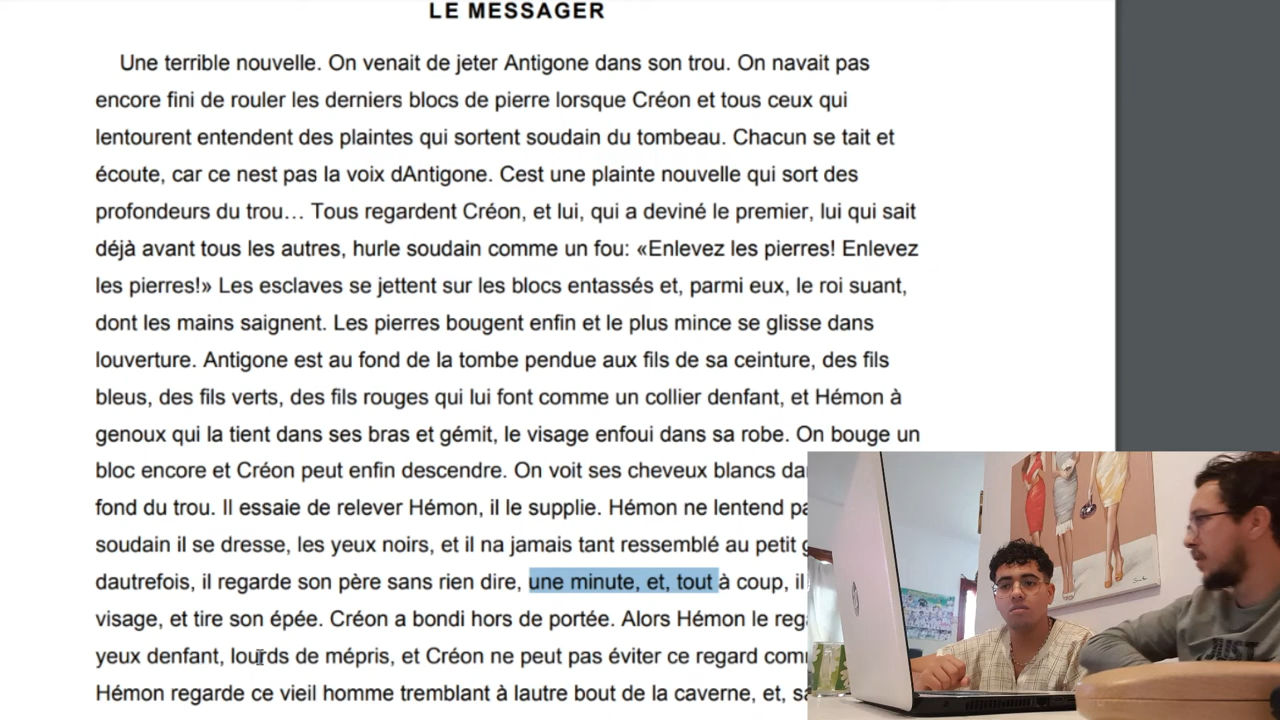 LE MESSAGER
Une terrible nouvelle. On venait de jeter Antigone dans son trou. On navait pas
encore fini de rouler les derniers blocs de pierre lorsque Créon et tous ceux qui
lentourent entendent des plaintes qui sortent soudain du tombeau. Chacun se tait et
écoute, car ce nest pas la voix dAntigone. Cest une plainte nouvelle qui sort des
profondeurs du trou… Tous regardent Créon, et lui, qui a deviné le premier, lui qui sait
déjà avant tous les autres, hurle soudain comme un fou: «Enlevez les pierres! Enlevez
les pierres!» Les esclaves se jettent sur les blocs entassés et, parmi eux, le roi suant,
dont les mains saignent. Les pierres bougent enfin et le plus mince se glisse dans
louverture. Antigone est au fond de la tombe pendue aux fils de sa ceinture, des fils
bleus, des fils verts, des fils rouges qui lui font comme un collier denfant, et Hémon à
genoux qui la tient dans ses bras et gémit, le visage enfoui dans sa robe. On bouge un
bloc encore et Créon peut enfin descendre. On voit ses cheveux blancs
fond du trou. Il essaie de relever Hémon, il le supplie. Hémon ne lentend
soudain il se dresse, les yeux noirs, et il na jamais tant ressemblé au petit
dautrefois, il regarde son père sans rien dire, une minute, et, tout à coup, il
visage, et tire son épée. Créon a bondi hors de portée. Alors Hémon le
yeux denfant, lourds de mépris, et Créon ne peut pas éviter ce regard
Hémon regarde ce vieil homme tremblant à lautre bout de la caverne, et,